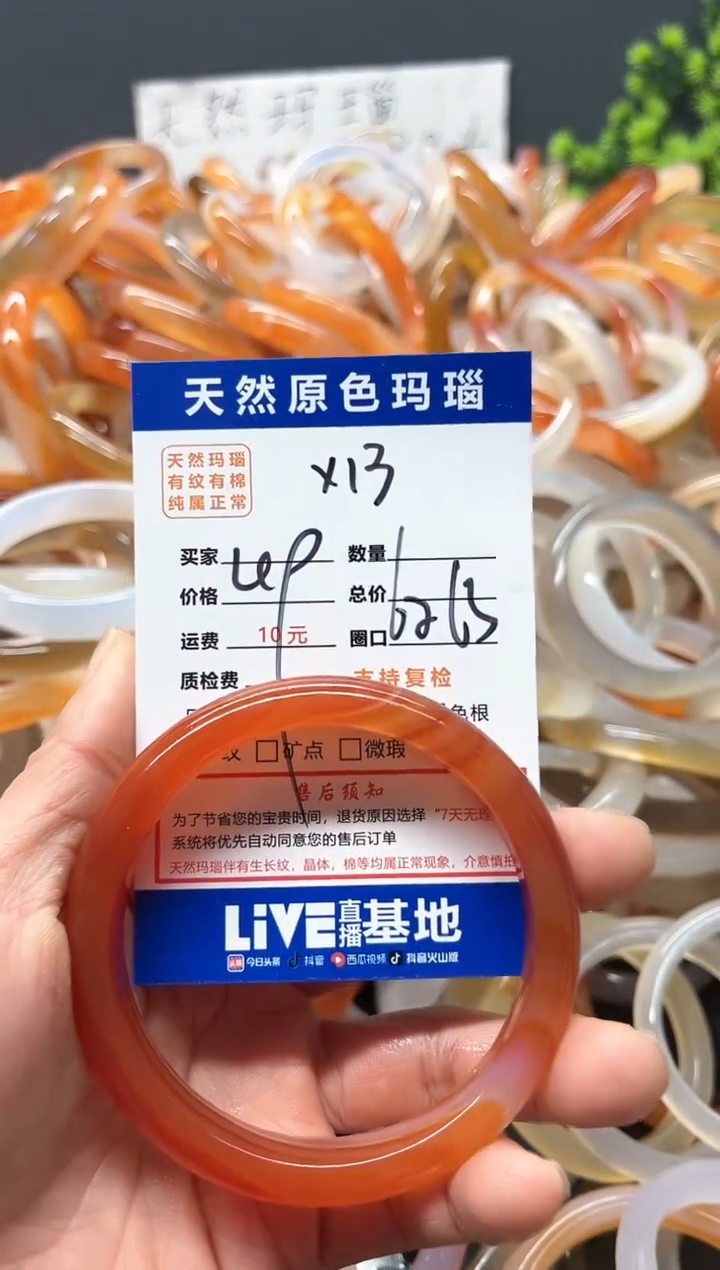 天然玛瑙
天然原色玛瑙
天然玛瑙
有纹有棉
纯属正常
x13
买家 数量
价格 总价
运费 10元 圈口
质检费 支持复检
色根
纹 □矿点 □微瑕
售后须知
为了节省您的宝贵时间，退货原因选择“7天无理
系统将优先自动同意您的售后订单
天然玛瑙伴有生长纹，晶体，棉等均属正常现象，介意慎拍
LiVE直播基地
头条 今日头条 抖音 西瓜视频 抖音火山版